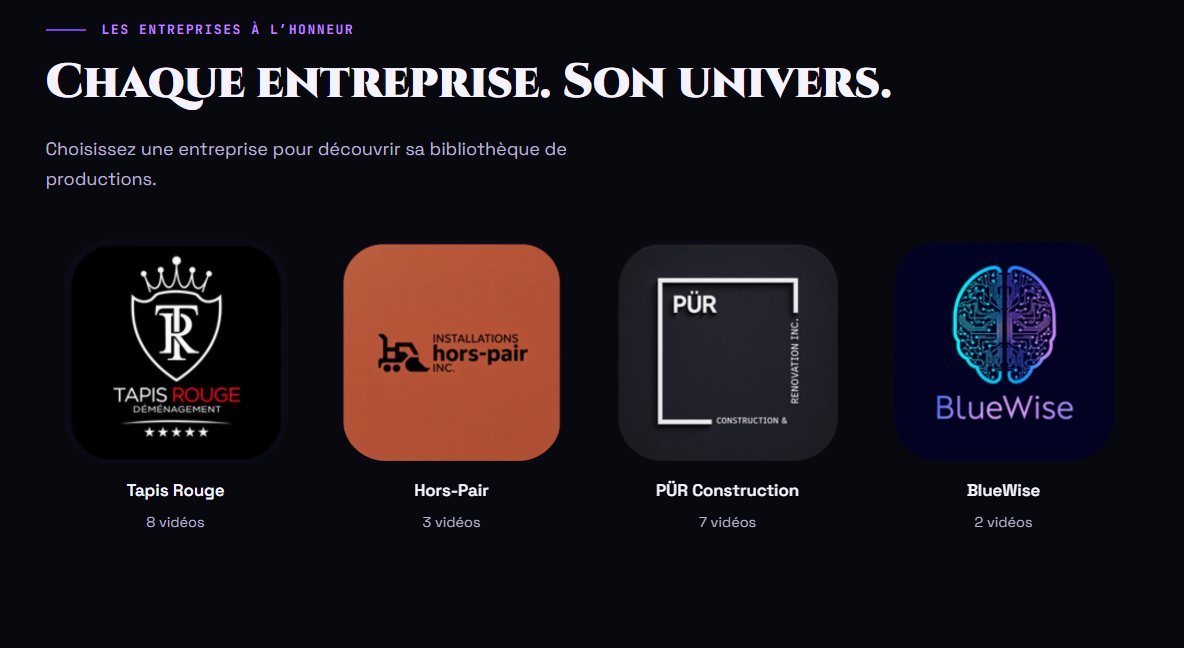 LES ENTREPRISES À L’HONNEUR
CHAQUE ENTREPRISE. SON UNIVERS.
Choisissez une entreprise pour découvrir sa bibliothèque de
productions.
TR
TAPIS ROUGE
DÉMÉNAGEMENT
INSTALLATIONS
hors-pair
INC.
PÜR
RENOVATION INC.
CONSTRUCTION &
BlueWise
Tapis Rouge
Hors-Pair
PÜR Construction
BlueWise
8 vidéos
3 vidéos
7 vidéos
2 vidéos